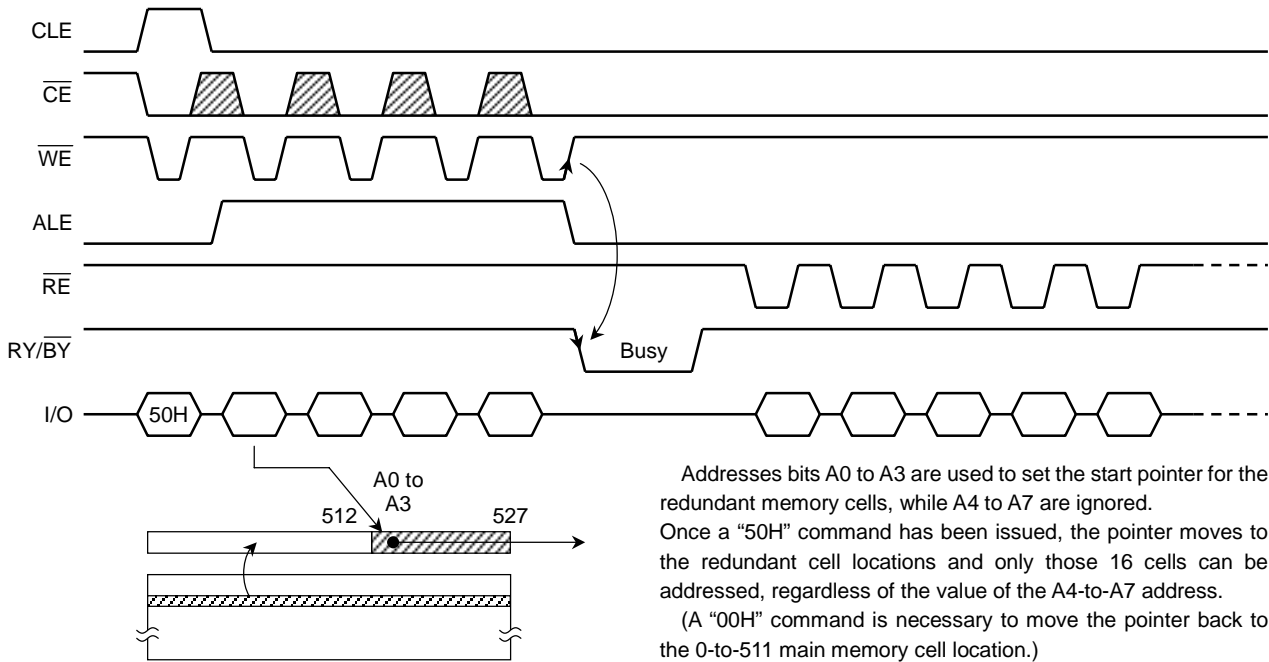 CLE
CE
WE
ALE
RE
RY/BY
Busy
I/O
50H
A0 to
A3
512
527
Addresses bits A0 to A3 are used to set the start pointer for the
redundant memory cells, while A4 to A7 are ignored.
Once a “50H” command has been issued, the pointer moves to
the redundant cell locations and only those 16 cells can be
addressed, regardless of the value of the A4-to-A7 address.
(A “00H” command is necessary to move the pointer back to
the 0-to-511 main memory cell location.)